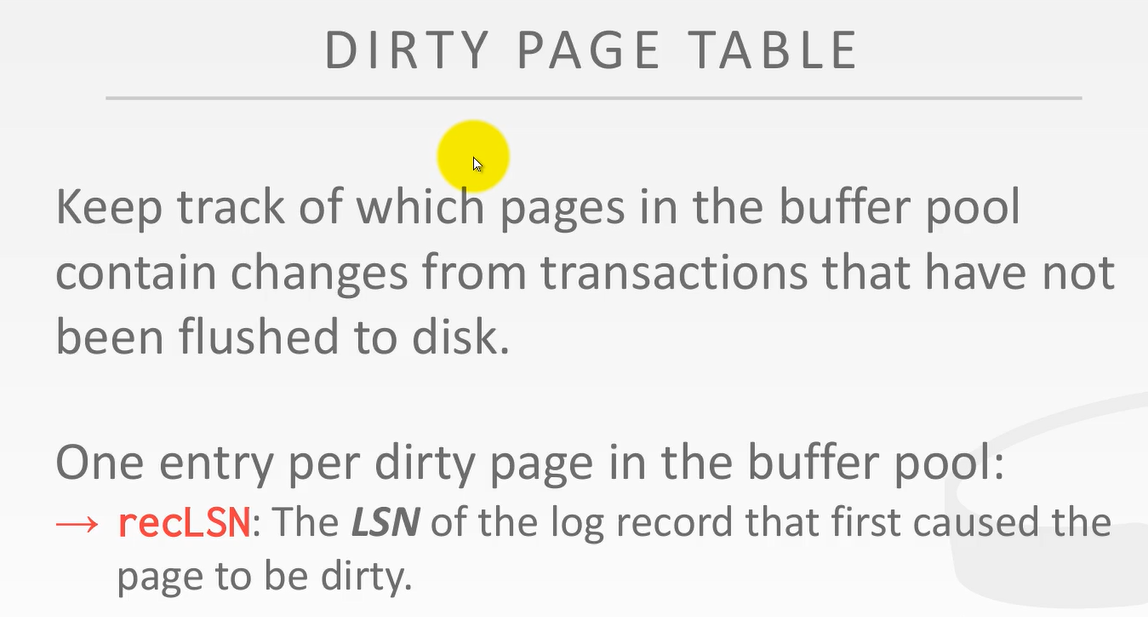 DIRTY PAGE TABLE
Keep track of which pages in the buffer pool
contain changes from transactions that have not
been flushed to disk.
One entry per dirty page in the buffer pool:
→ recLSN: The LSN of the log record that first caused the
page to be dirty.